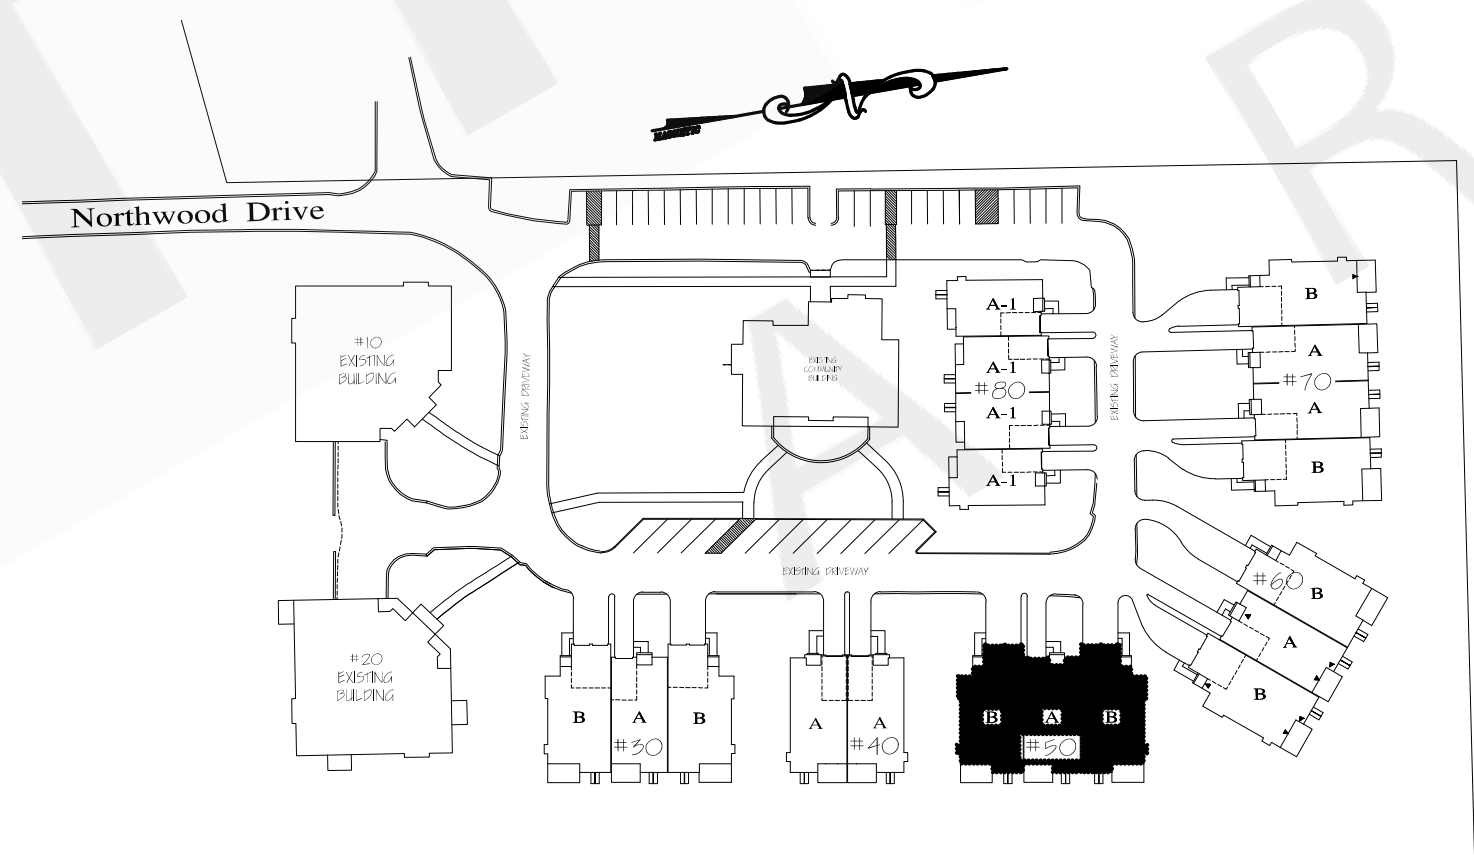 Northwood Drive
#10
EXISTING
BUILDING
EXISTING DRIVEWAY
EXISTING
COMMUNITY
BUILDING
A-1
A-1
#80
A-1
A-1
EXISTING DRIVEWAY
B
A
#70
A
B
#60
B
A
B
EXISTING DRIVEWAY
#20
EXISTING
BUILDING
B A B
#30
A A
#40
B A B
#50